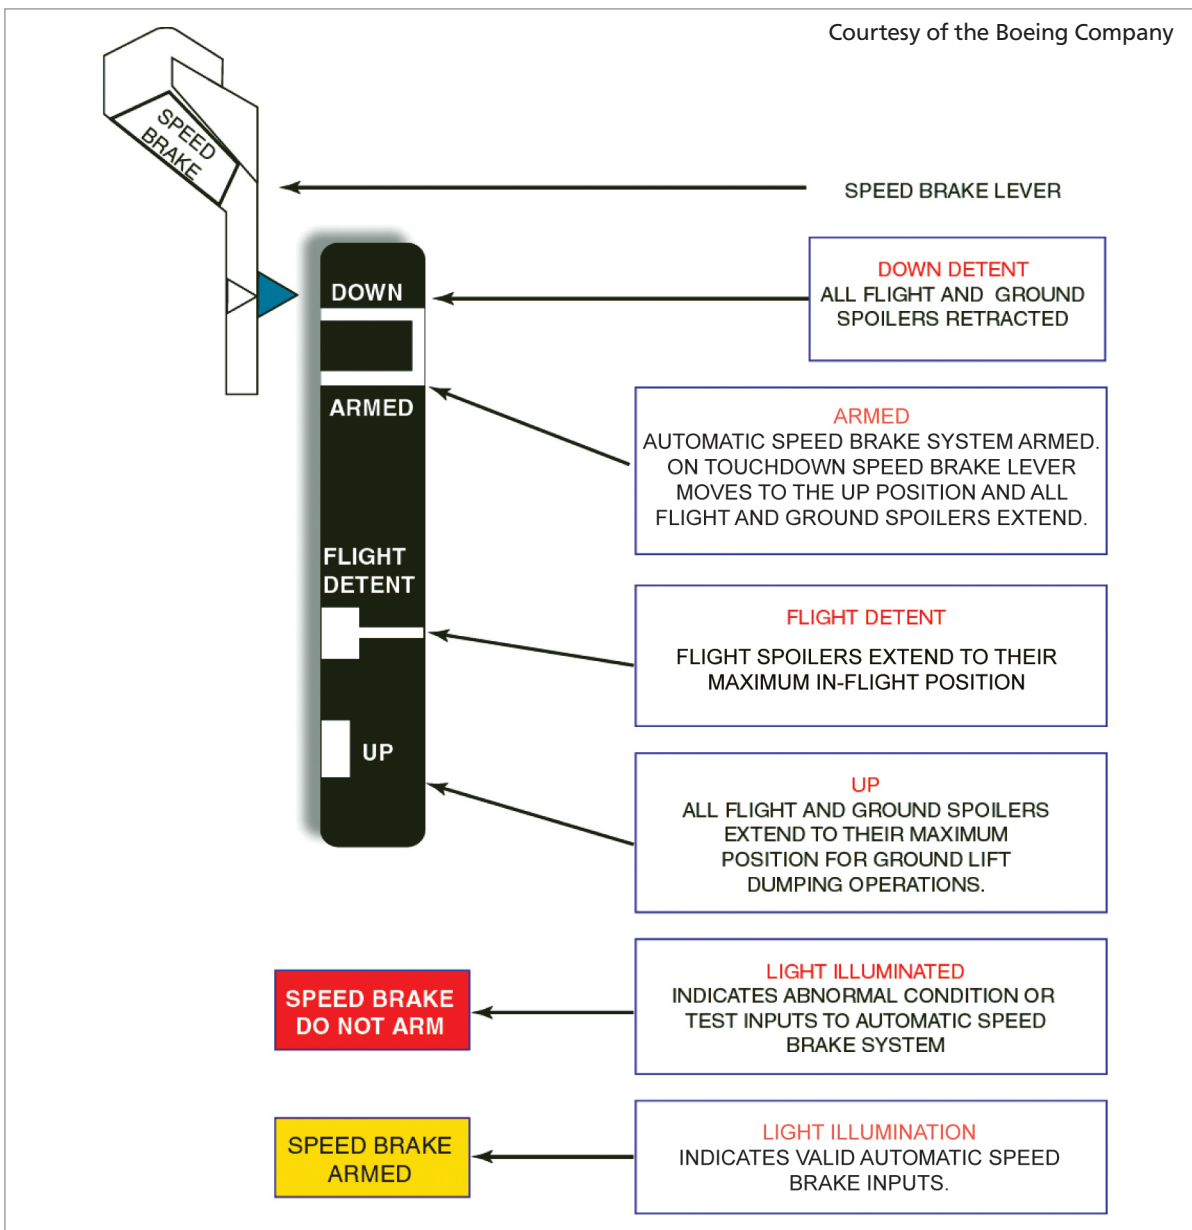 Courtesy of the Boeing Company
SPEED
BRAKE
SPEED BRAKE LEVER
DOWN
DOWN DETENT
ALL FLIGHT AND GROUND
SPOILERS RETRACTED
ARMED
ARMED
AUTOMATIC SPEED BRAKE SYSTEM ARMED.
ON TOUCHDOWN SPEED BRAKE LEVER
MOVES TO THE UP POSITION AND ALL
FLIGHT AND GROUND SPOILERS EXTEND.
FLIGHT
DETENT
FLIGHT DETENT
FLIGHT SPOILERS EXTEND TO THEIR
MAXIMUM IN-FLIGHT POSITION
UP
UP
ALL FLIGHT AND GROUND SPOILERS
EXTEND TO THEIR MAXIMUM
POSITION FOR GROUND LIFT
DUMPING OPERATIONS.
SPEED BRAKE
DO NOT ARM
LIGHT ILLUMINATED
INDICATES ABNORMAL CONDITION OR
TEST INPUTS TO AUTOMATIC SPEED
BRAKE SYSTEM
SPEED BRAKE
ARMED
LIGHT ILLUMINATION
INDICATES VALID AUTOMATIC SPEED
BRAKE INPUTS.